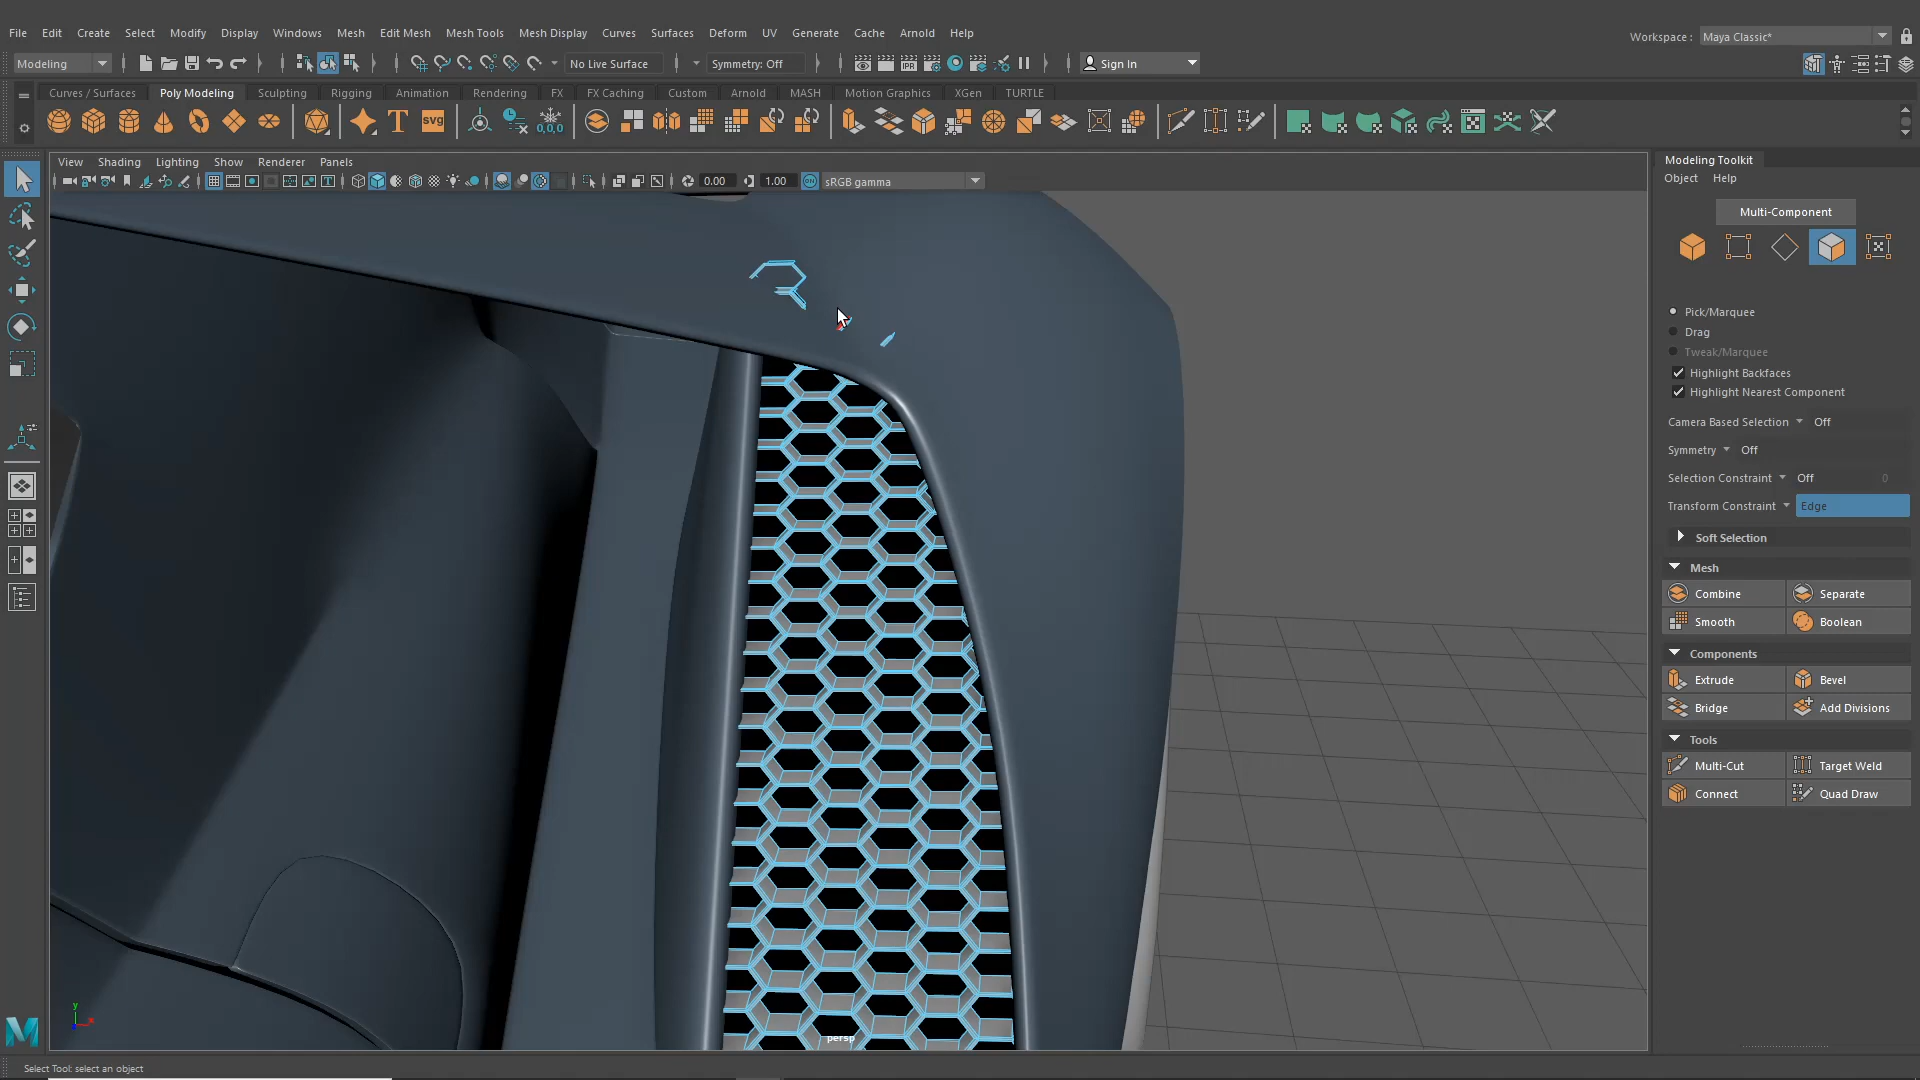 File Edit Create Select Modify Display Windows Mesh Edit Mesh Mesh Tools Mesh Display Curves Surfaces Deform UV Generate Cache Arnold Help
Workspace : Maya Classic*
Modeling No Live Surface Symmetry: Off IPR Sign In
Curves / Surfaces Poly Modeling Sculpting Rigging Animation Rendering FX FX Caching Custom Arnold MASH Motion Graphics XGen TURTLE
T svg 0,0,0
View Shading Lighting Show Renderer Panels
0.00 1.00 sRGB gamma
Modeling Toolkit
Object Help
Multi-Component
Pick/Marquee
Drag
Tweak/Marquee
Highlight Backfaces
Highlight Nearest Component
Camera Based Selection Off
Symmetry Off
Selection Constraint Off 0
Transform Constraint Edge
Soft Selection
Mesh
Combine Separate
Smooth Boolean
Components
Extrude Bevel
Bridge Add Divisions
Tools
Multi-Cut Target Weld
Connect Quad Draw
y
persp
Select Tool: select an object